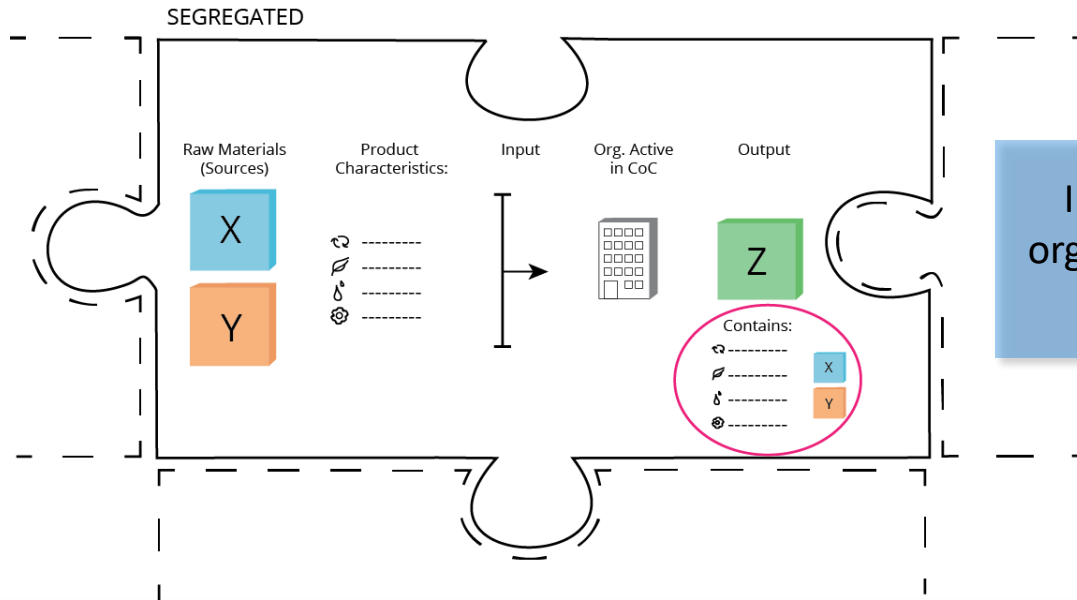 SEGREGATED
Raw Materials
(Sources)
Product
Characteristics:
Input
Org. Active
in CoC
Output
X
Y
Z
Contains:
X
Y